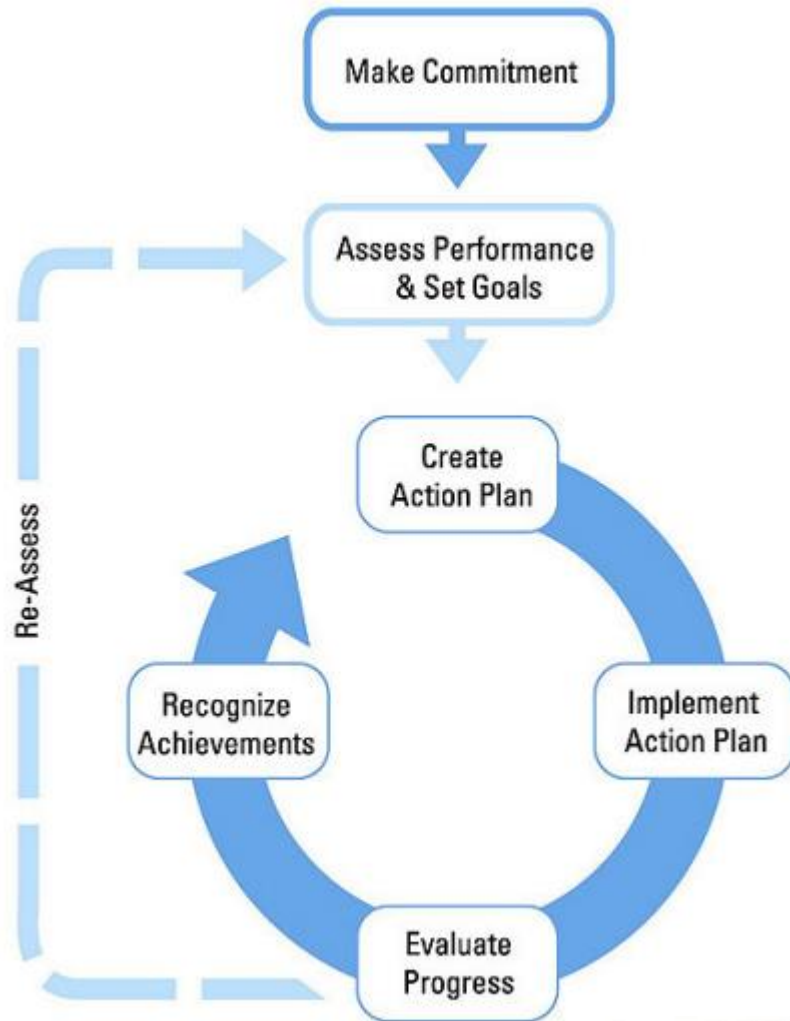 Make Commitment
Assess Performance
& Set Goals
Create
Action Plan
Re-Assess
Recognize
Achievements
Implement
Action Plan
Evaluate
Progress